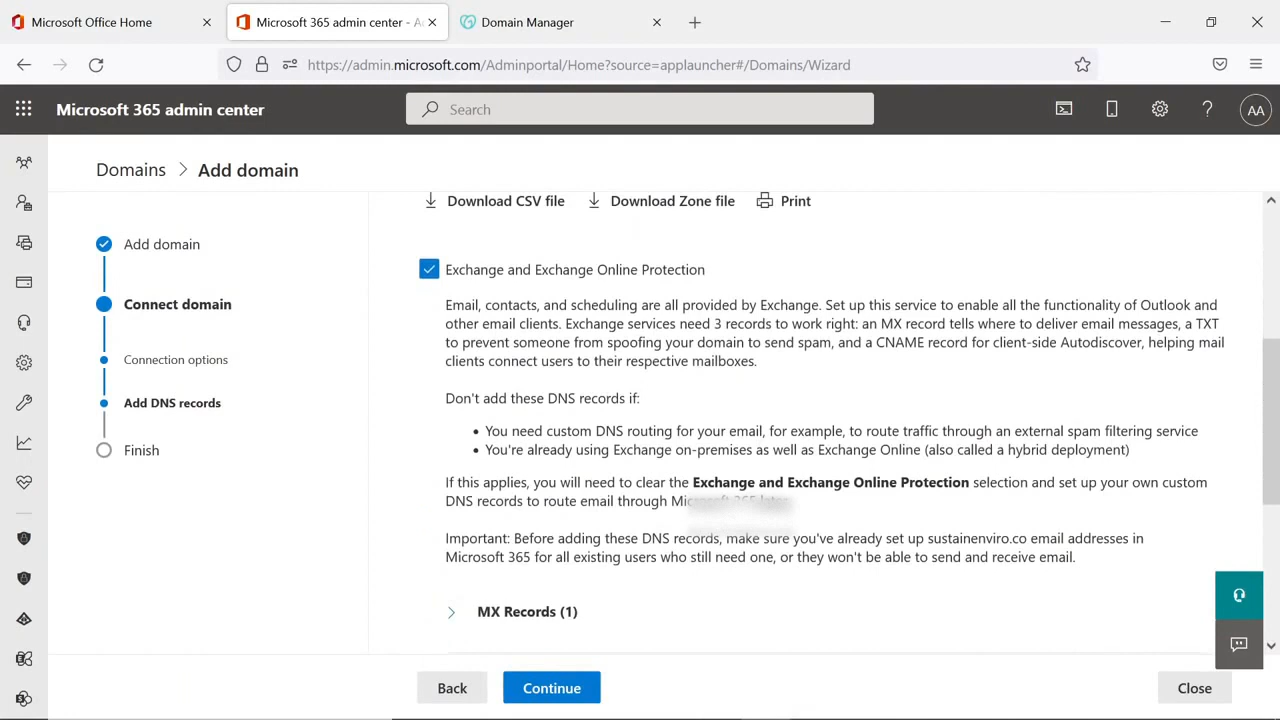 Microsoft Office Home
Microsoft 365 admin center - Ac
Domain Manager
https://admin.microsoft.com/Adminportal/Home?source=applauncher#/Domains/Wizard
Microsoft 365 admin center
Search
AA
Domains > Add domain
Download CSV file
Download Zone file
Print
Add domain
Connect domain
Connection options
Add DNS records
Finish
Exchange and Exchange Online Protection
Email, contacts, and scheduling are all provided by Exchange. Set up this service to enable all the functionality of Outlook and
other email clients. Exchange services need 3 records to work right: an MX record tells where to deliver email messages, a TXT
to prevent someone from spoofing your domain to send spam, and a CNAME record for client-side Autodiscover, helping mail
clients connect users to their respective mailboxes.
Don't add these DNS records if:
• You need custom DNS routing for your email, for example, to route traffic through an external spam filtering service
• You're already using Exchange on-premises as well as Exchange Online (also called a hybrid deployment)
If this applies, you will need to clear the Exchange and Exchange Online Protection selection and set up your own custom
DNS records to route email through Microsoft 365 later.
Important: Before adding these DNS records, make sure you've already set up sustainenviro.co email addresses in
Microsoft 365 for all existing users who still need one, or they won't be able to send and receive email.
MX Records (1)
Back
Continue
Close